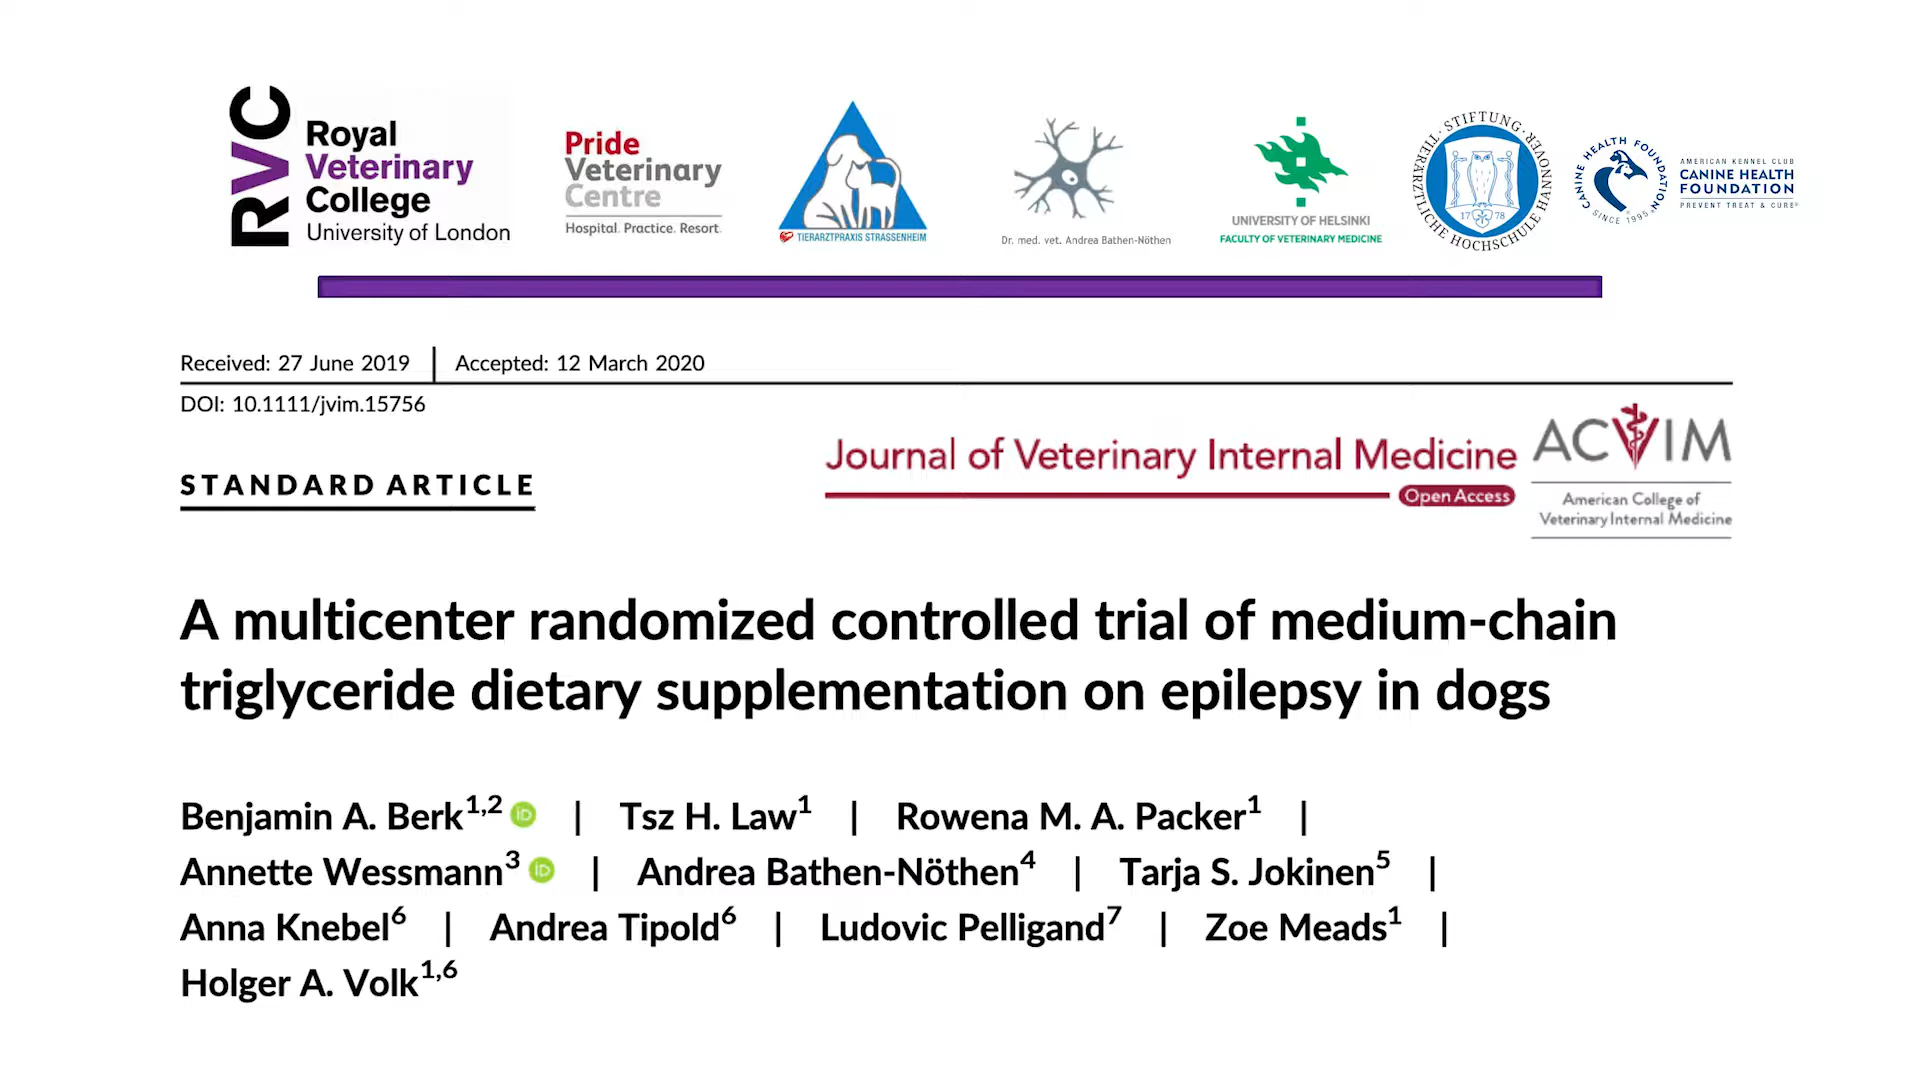 RVC
Royal
Veterinary
College
University of London
Pride
Veterinary
Centre
Hospital. Practice. Resort.
TIERARZTPRAXIS STRASSENHEIM
Dr. med. vet. Andrea Bathen-Nöthen
UNIVERSITY OF HELSINKI
FACULTY OF VETERINARY MEDICINE
STIFTUNG · TIERÄRZTLICHE HOCHSCHULE HANNOVER ·
1778
CANINE HEALTH FOUNDATION
SINCE 1995
AMERICAN KENNEL CLUB
CANINE HEALTH
FOUNDATION
PREVENT TREAT & CURE®
Received: 27 June 2019 | Accepted: 12 March 2020
DOI: 10.1111/jvim.15756
STANDARD ARTICLE
Journal of Veterinary Internal Medicine
Open Access
ACVIM
American College of
Veterinary Internal Medicine
A multicenter randomized controlled trial of medium-chain
triglyceride dietary supplementation on epilepsy in dogs
Benjamin A. Berk1,2 iD | Tsz H. Law1 | Rowena M. A. Packer1 |
Annette Wessmann3 iD | Andrea Bathen-Nöthen4 | Tarja S. Jokinen5 |
Anna Knebel6 | Andrea Tipold6 | Ludovic Pelligand7 | Zoe Meads1 |
Holger A. Volk1,6